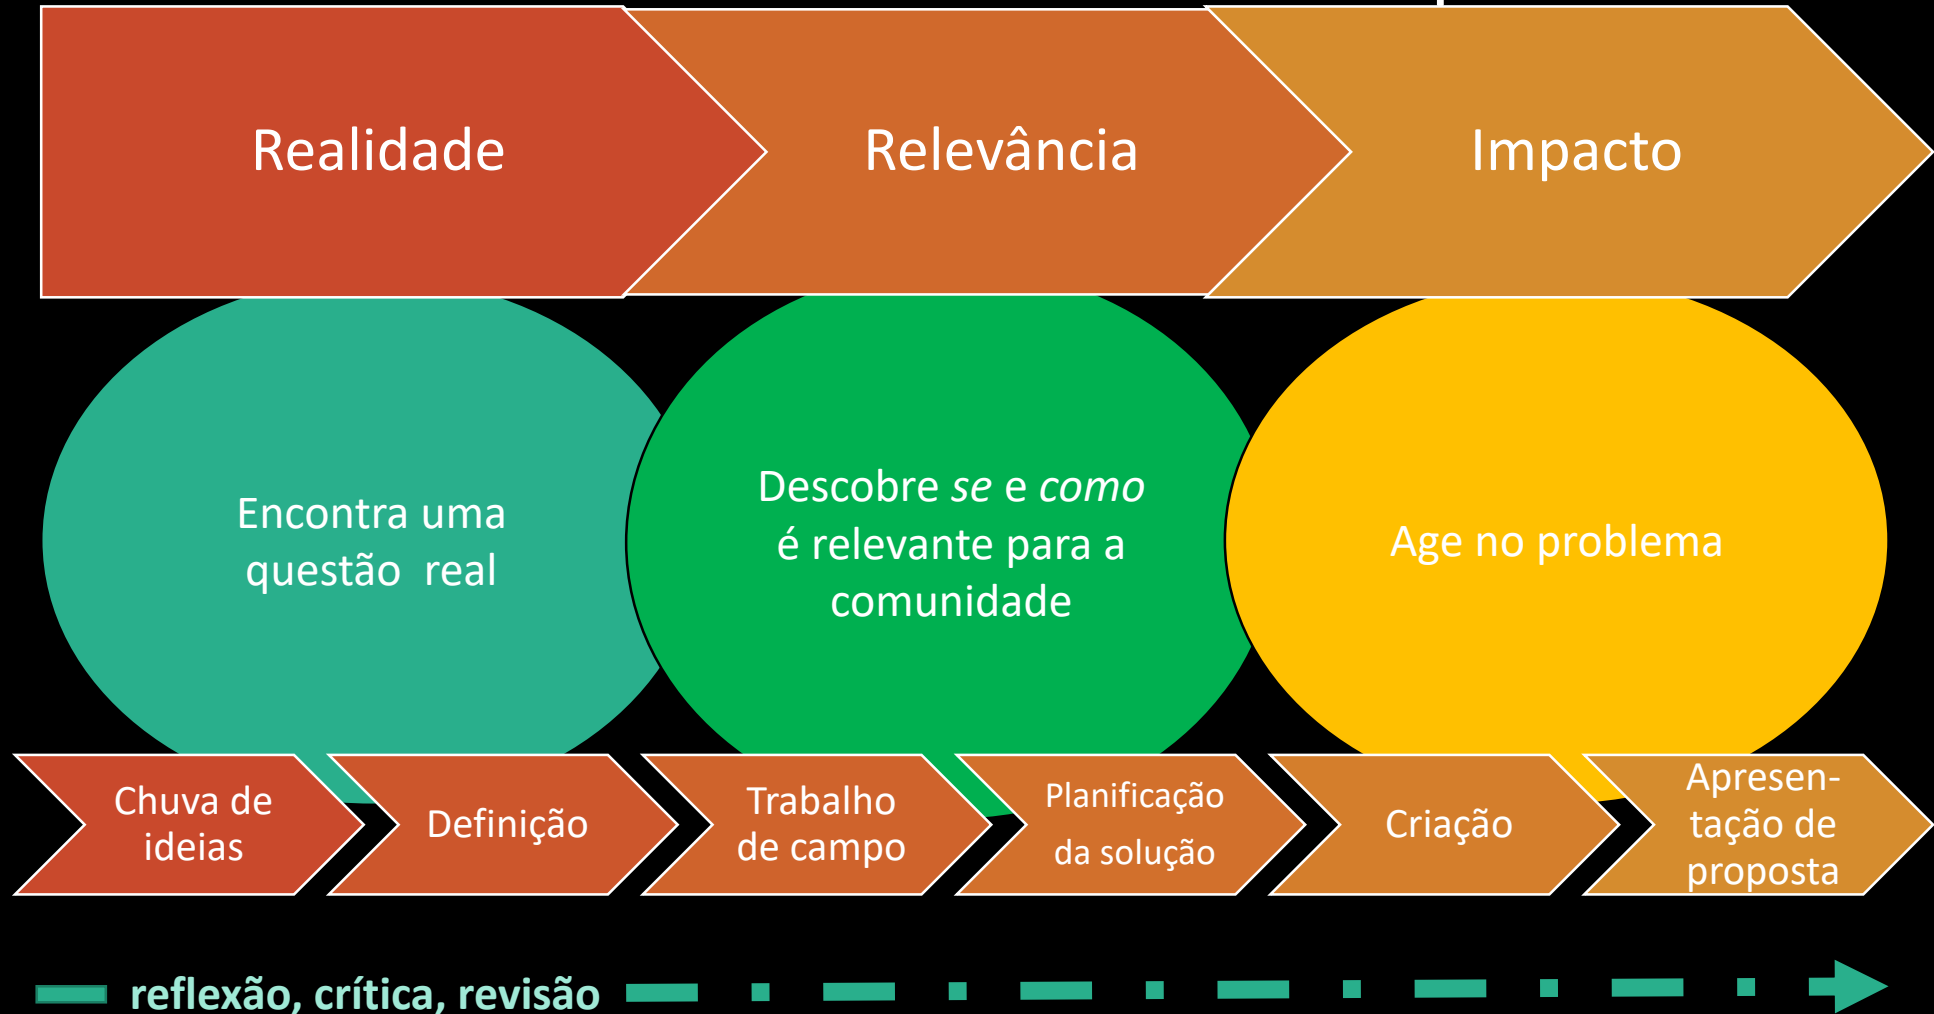 Realidade
Relevância
Impacto
Encontra uma
questão  real
Descobre se e como
é relevante para a
comunidade
Age no problema
Chuva de
ideias
Definição
Trabalho
de campo
Planificação
da solução
Criação
Apresen-
tação de
proposta
reflexão, crítica, revisão